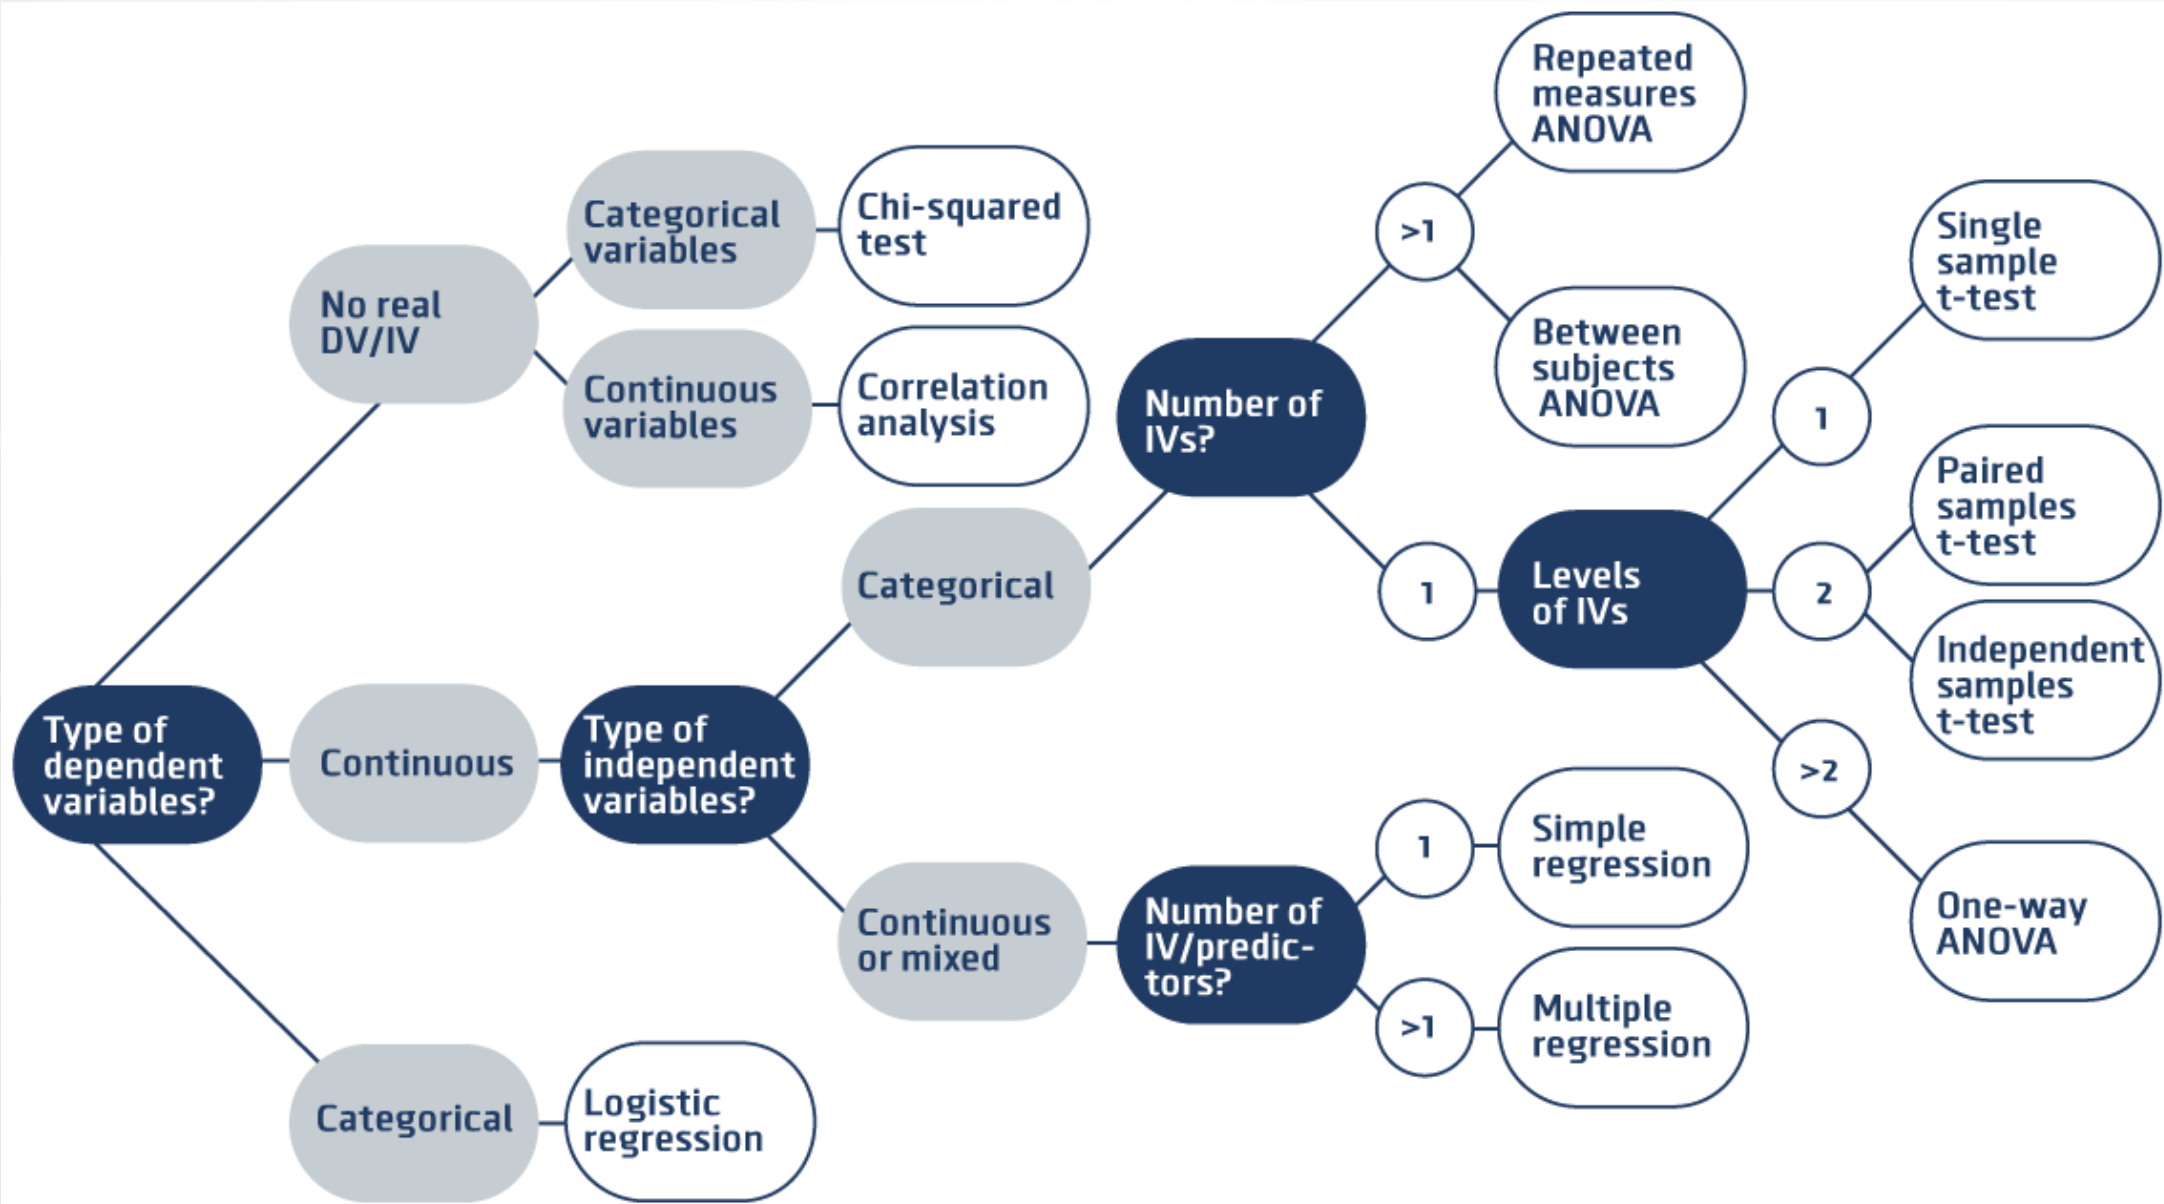 Type of
dependent
variables?
No real
DV/IV
Categorical
variables
Chi-squared
test
Continuous
variables
Correlation
analysis
Continuous
Type of
independent
variables?
Categorical
Number of
IVs?
>1
Repeated
measures
ANOVA
Between
subjects
ANOVA
1
Levels
of IVs
1
Single
sample
t-test
2
Paired
samples
t-test
Independent
samples
t-test
>2
One-way
ANOVA
Continuous
or mixed
Number of
IV/predic-
tors?
1
Simple
regression
>1
Multiple
regression
Categorical
Logistic
regression